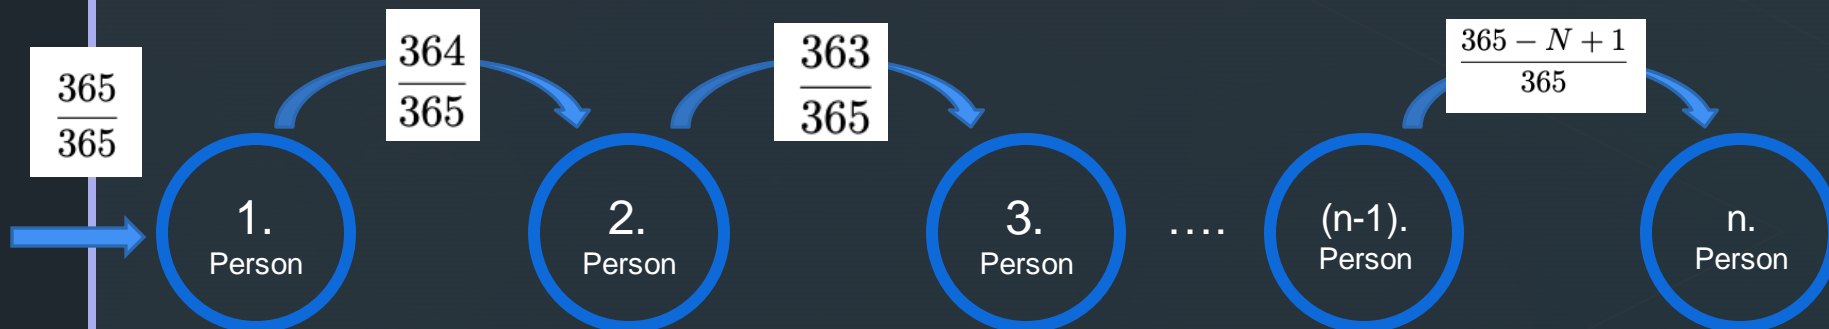 365
365
364
365
363
365
365 − N + 1
365
1.
Person
2.
Person
3.
Person
....
(n-1).
Person
n.
Person